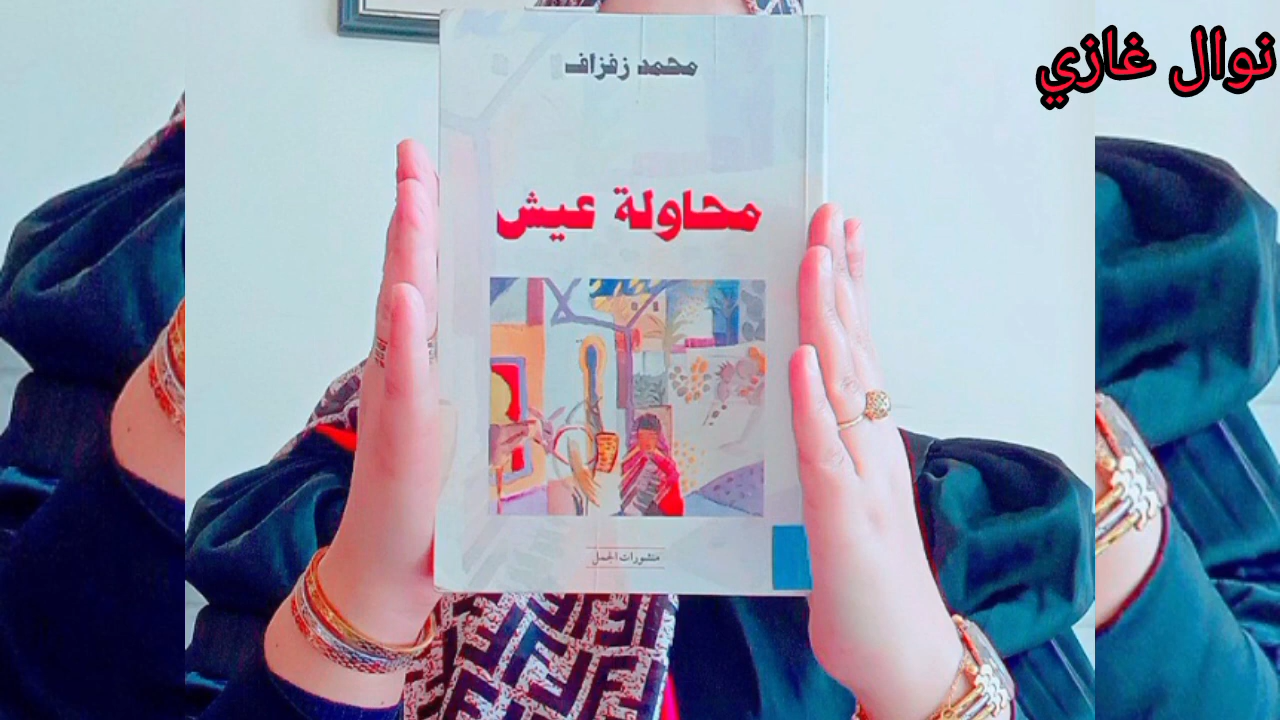 نوال غازي
محمد زفزاف
محاولة عيش
منشورات الجمل